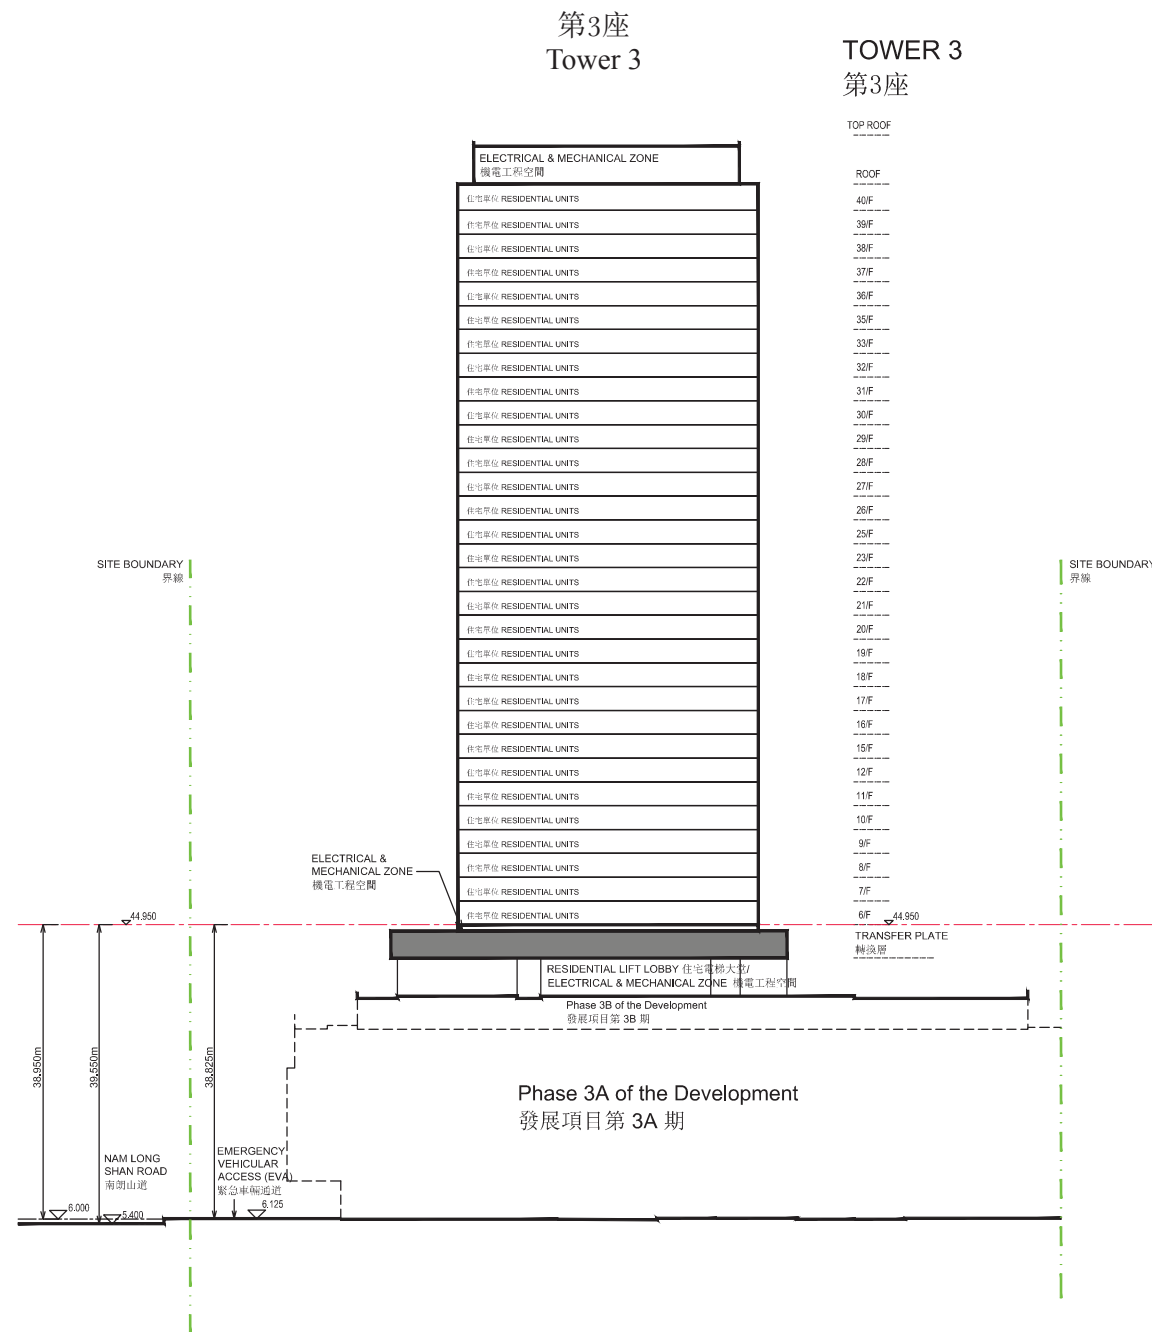 第3座
Tower 3
TOWER 3
第3座
TOP ROOF
ELECTRICAL & MECHANICAL ZONE
機電工程空間
ROOF
住宅單位 RESIDENTIAL UNITS 40/F
住宅單位 RESIDENTIAL UNITS 39/F
住宅單位 RESIDENTIAL UNITS 38/F
住宅單位 RESIDENTIAL UNITS 37/F
住宅單位 RESIDENTIAL UNITS 36/F
住宅單位 RESIDENTIAL UNITS 35/F
住宅單位 RESIDENTIAL UNITS 33/F
住宅單位 RESIDENTIAL UNITS 32/F
住宅單位 RESIDENTIAL UNITS 31/F
住宅單位 RESIDENTIAL UNITS 30/F
住宅單位 RESIDENTIAL UNITS 29/F
住宅單位 RESIDENTIAL UNITS 28/F
住宅單位 RESIDENTIAL UNITS 27/F
住宅單位 RESIDENTIAL UNITS 26/F
住宅單位 RESIDENTIAL UNITS 25/F
住宅單位 RESIDENTIAL UNITS 23/F
SITE BOUNDARY
界線
SITE BOUNDARY
界線
住宅單位 RESIDENTIAL UNITS 22/F
住宅單位 RESIDENTIAL UNITS 21/F
住宅單位 RESIDENTIAL UNITS 20/F
住宅單位 RESIDENTIAL UNITS 19/F
住宅單位 RESIDENTIAL UNITS 18/F
住宅單位 RESIDENTIAL UNITS 17/F
住宅單位 RESIDENTIAL UNITS 16/F
住宅單位 RESIDENTIAL UNITS 15/F
住宅單位 RESIDENTIAL UNITS 12/F
住宅單位 RESIDENTIAL UNITS 11/F
住宅單位 RESIDENTIAL UNITS 10/F
住宅單位 RESIDENTIAL UNITS 9/F
住宅單位 RESIDENTIAL UNITS 8/F
住宅單位 RESIDENTIAL UNITS 7/F
住宅單位 RESIDENTIAL UNITS 6/F
ELECTRICAL &
MECHANICAL ZONE
機電工程空間
44.950
44.950
TRANSFER PLATE
轉換層
RESIDENTIAL LIFT LOBBY 住宅電梯大堂/
ELECTRICAL & MECHANICAL ZONE 機電工程空間
Phase 3B of the Development
發展項目第 3B 期
38.950m
39.550m
38.825m
Phase 3A of the Development
發展項目第 3A 期
NAM LONG
SHAN ROAD
南朗山道
EMERGENCY
VEHICULAR
ACCESS (EVA)
緊急車輛通道
6.000
5.400
6.125